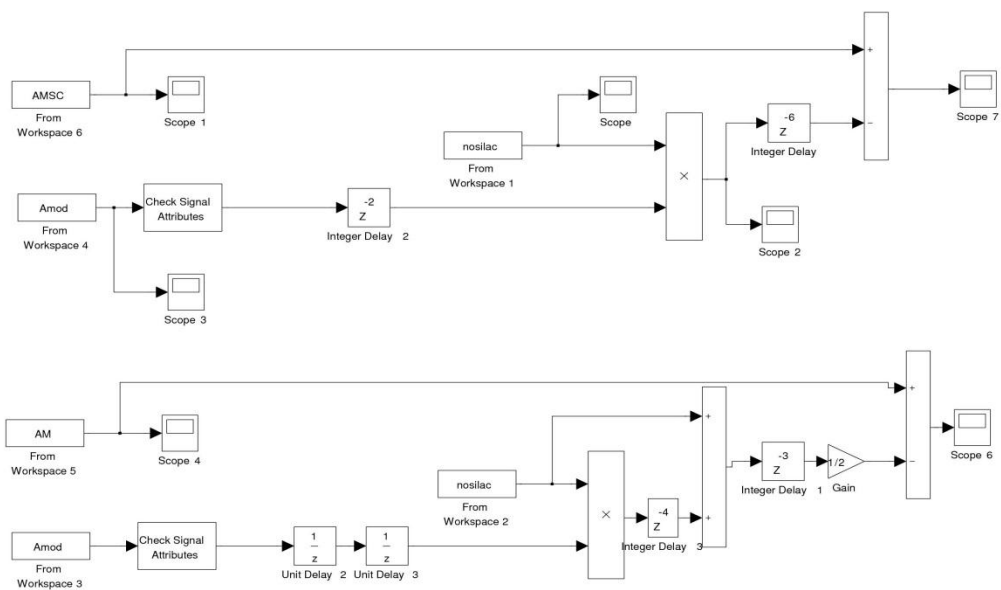 AMSC
From
Workspace 6
Scope 1
nosilac
From
Workspace 1
Scope
+
−
-6
Z
Integer Delay
Scope 7
×
Amod
From
Workspace 4
Check Signal
Attributes
-2
Z
Integer Delay 2
Scope 2
Scope 3
AM
From
Workspace 5
Scope 4
nosilac
From
Workspace 2
+
+
-3
Z
Integer Delay 1
1/2
Gain
+
−
Scope 6
×
-4
Z
Integer Delay 3
Amod
From
Workspace 3
Check Signal
Attributes
1
z
Unit Delay 2
1
z
Unit Delay 3